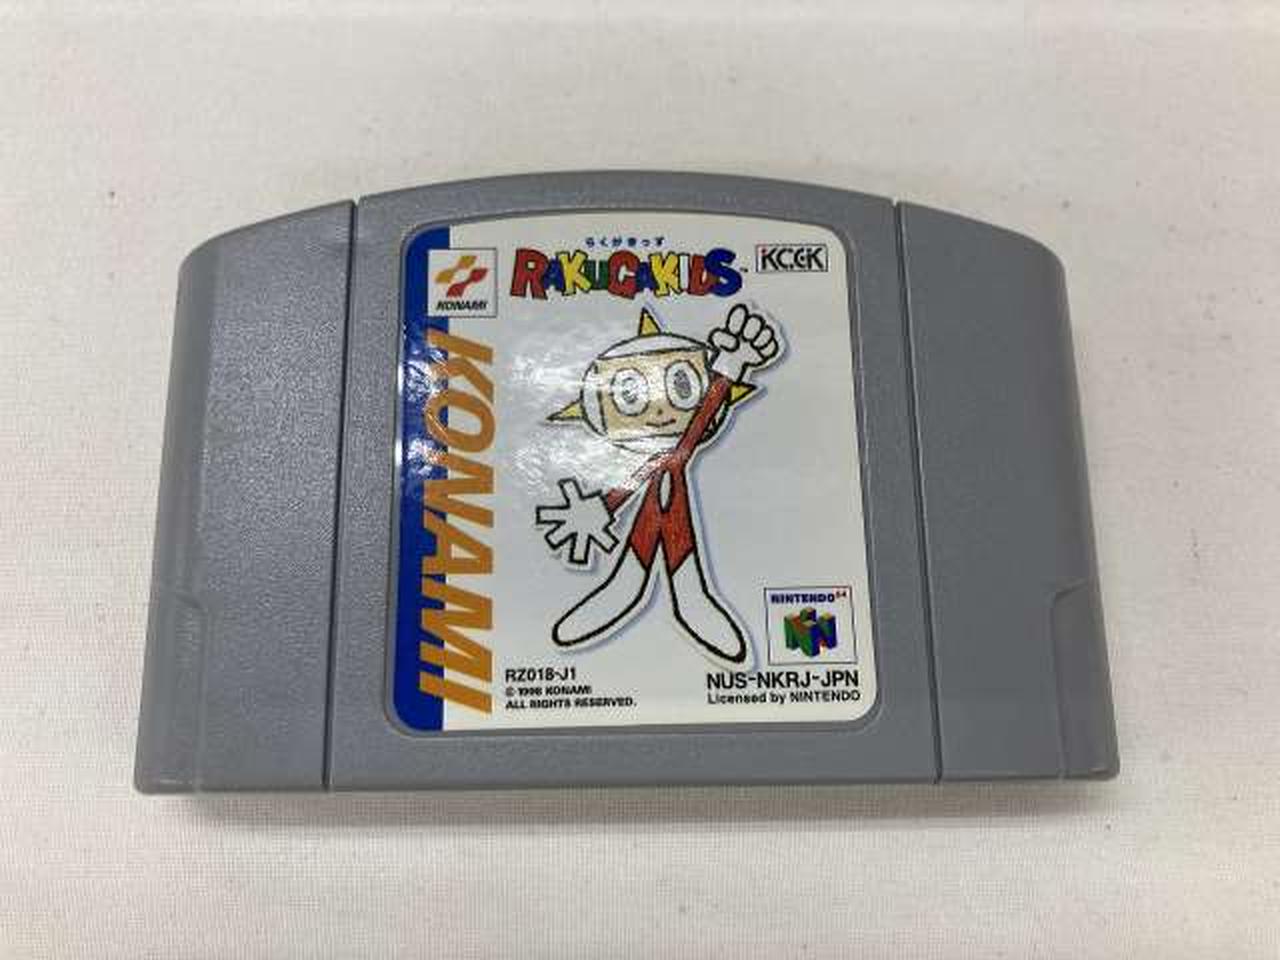 らくがきっず
RAKUGAKIDS™
KCEK
KONAMI
KONAMI
NINTENDO64
RZ018-J1
© 1998 KONAMI
ALL RIGHTS RESERVED.
NUS-NKRJ-JPN
Licensed by NINTENDO